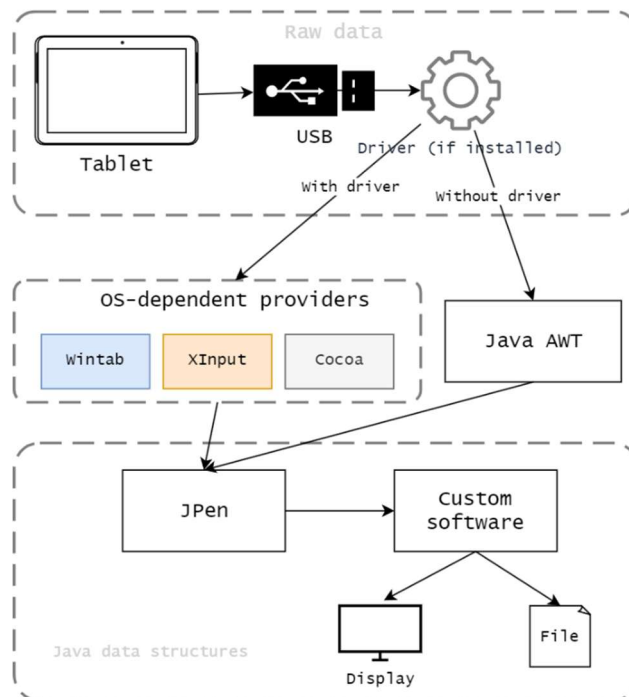 Raw data
USB
Tablet
Driver (if installed)
With driver
Without driver
OS-dependent providers
Wintab
XInput
Cocoa
Java AWT
JPen
Custom
software
File
Java data structures
Display